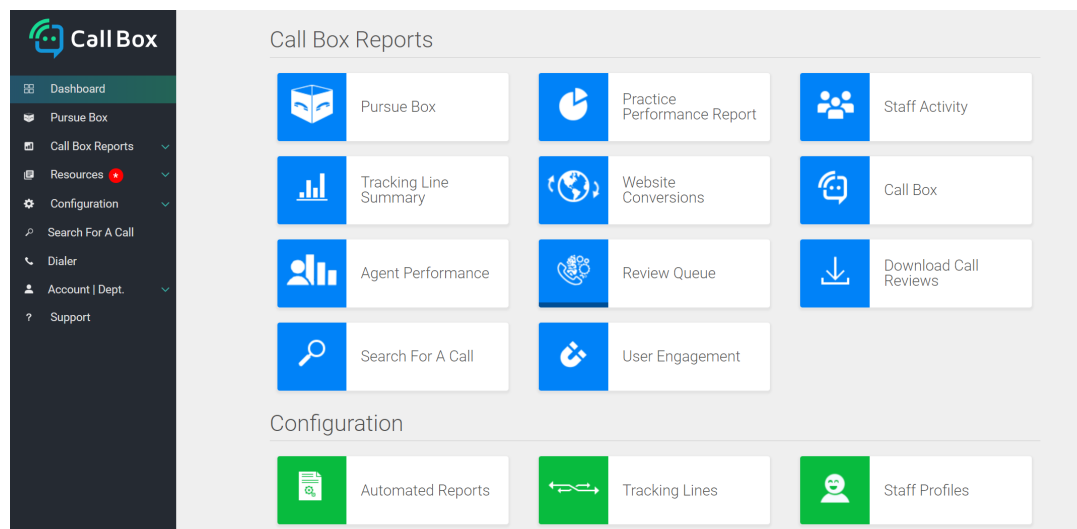 Call Box
Dashboard
Pursue Box
Call Box Reports
Resources
Configuration
Search For A Call
Dialer
Account | Dept.
? Support
Call Box Reports
Pursue Box
Practice
Performance Report
Staff Activity
Tracking Line
Summary
Website
Conversions
Call Box
Agent Performance
Review Queue
Download Call
Reviews
Search For A Call
User Engagement
Configuration
Automated Reports
Tracking Lines
Staff Profiles